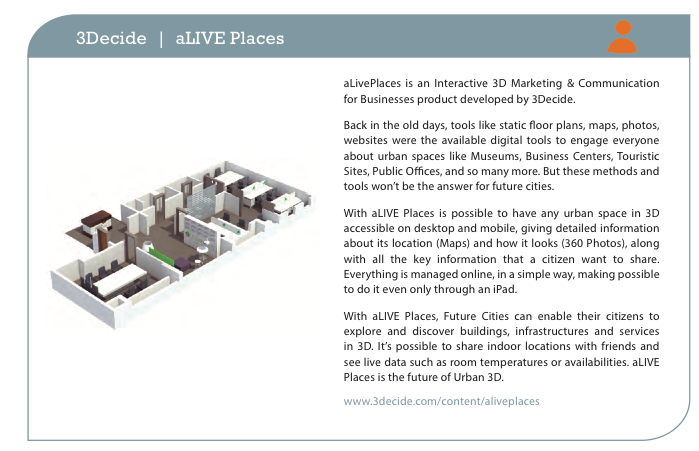 3Decide | aLIVE Places
aLivePlaces is an Interactive 3D Marketing & Communication
for Businesses product developed by 3Decide.
Back in the old days, tools like static floor plans, maps, photos,
websites were the available digital tools to engage everyone
about urban spaces like Museums, Business Centers, Touristic
Sites, Public Offices, and so many more. But these methods and
tools won't be the answer for future cities.
With aLIVE Places is possible to have any urban space in 3D
accessible on desktop and mobile, giving detailed information
about its location (Maps) and how it looks (360 Photos), along
with all the key information that a citizen want to share.
Everything is managed online, in a simple way, making possible
to do it even only through an iPad.
With aLIVE Places, Future Cities can enable their citizens to
explore and discover buildings, infrastructures and services
in 3D. It's possible to share indoor locations with friends and
see live data such as room temperatures or availabilities. aLIVE
Places is the future of Urban 3D.
www.3decide.com/content/aliveplaces